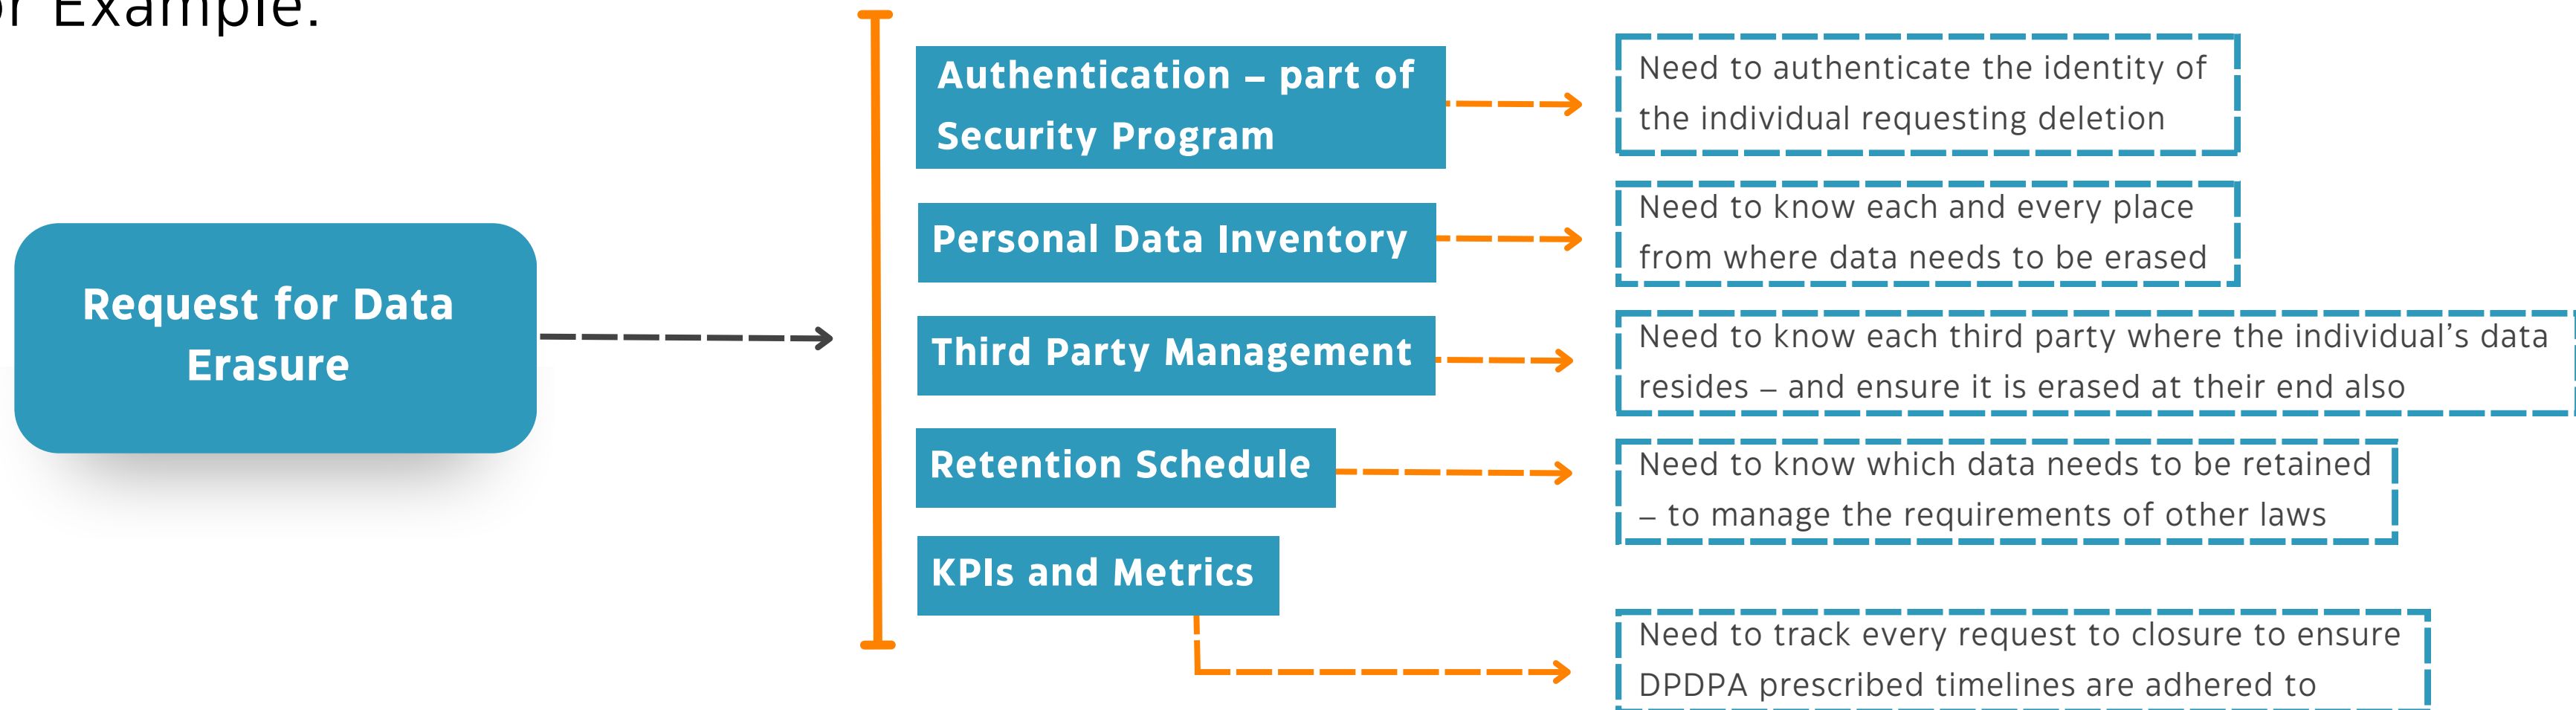 or Example:
Authentication – part of
Security Program
Need to authenticate the identity of
the individual requesting deletion
Personal Data Inventory
Need to know each and every place
from where data needs to be erased
Request for Data
Erasure
Third Party Management
Need to know each third party where the individual’s data
resides – and ensure it is erased at their end also
Retention Schedule
Need to know which data needs to be retained
– to manage the requirements of other laws
KPIs and Metrics
Need to track every request to closure to ensure
DPDPA prescribed timelines are adhered to